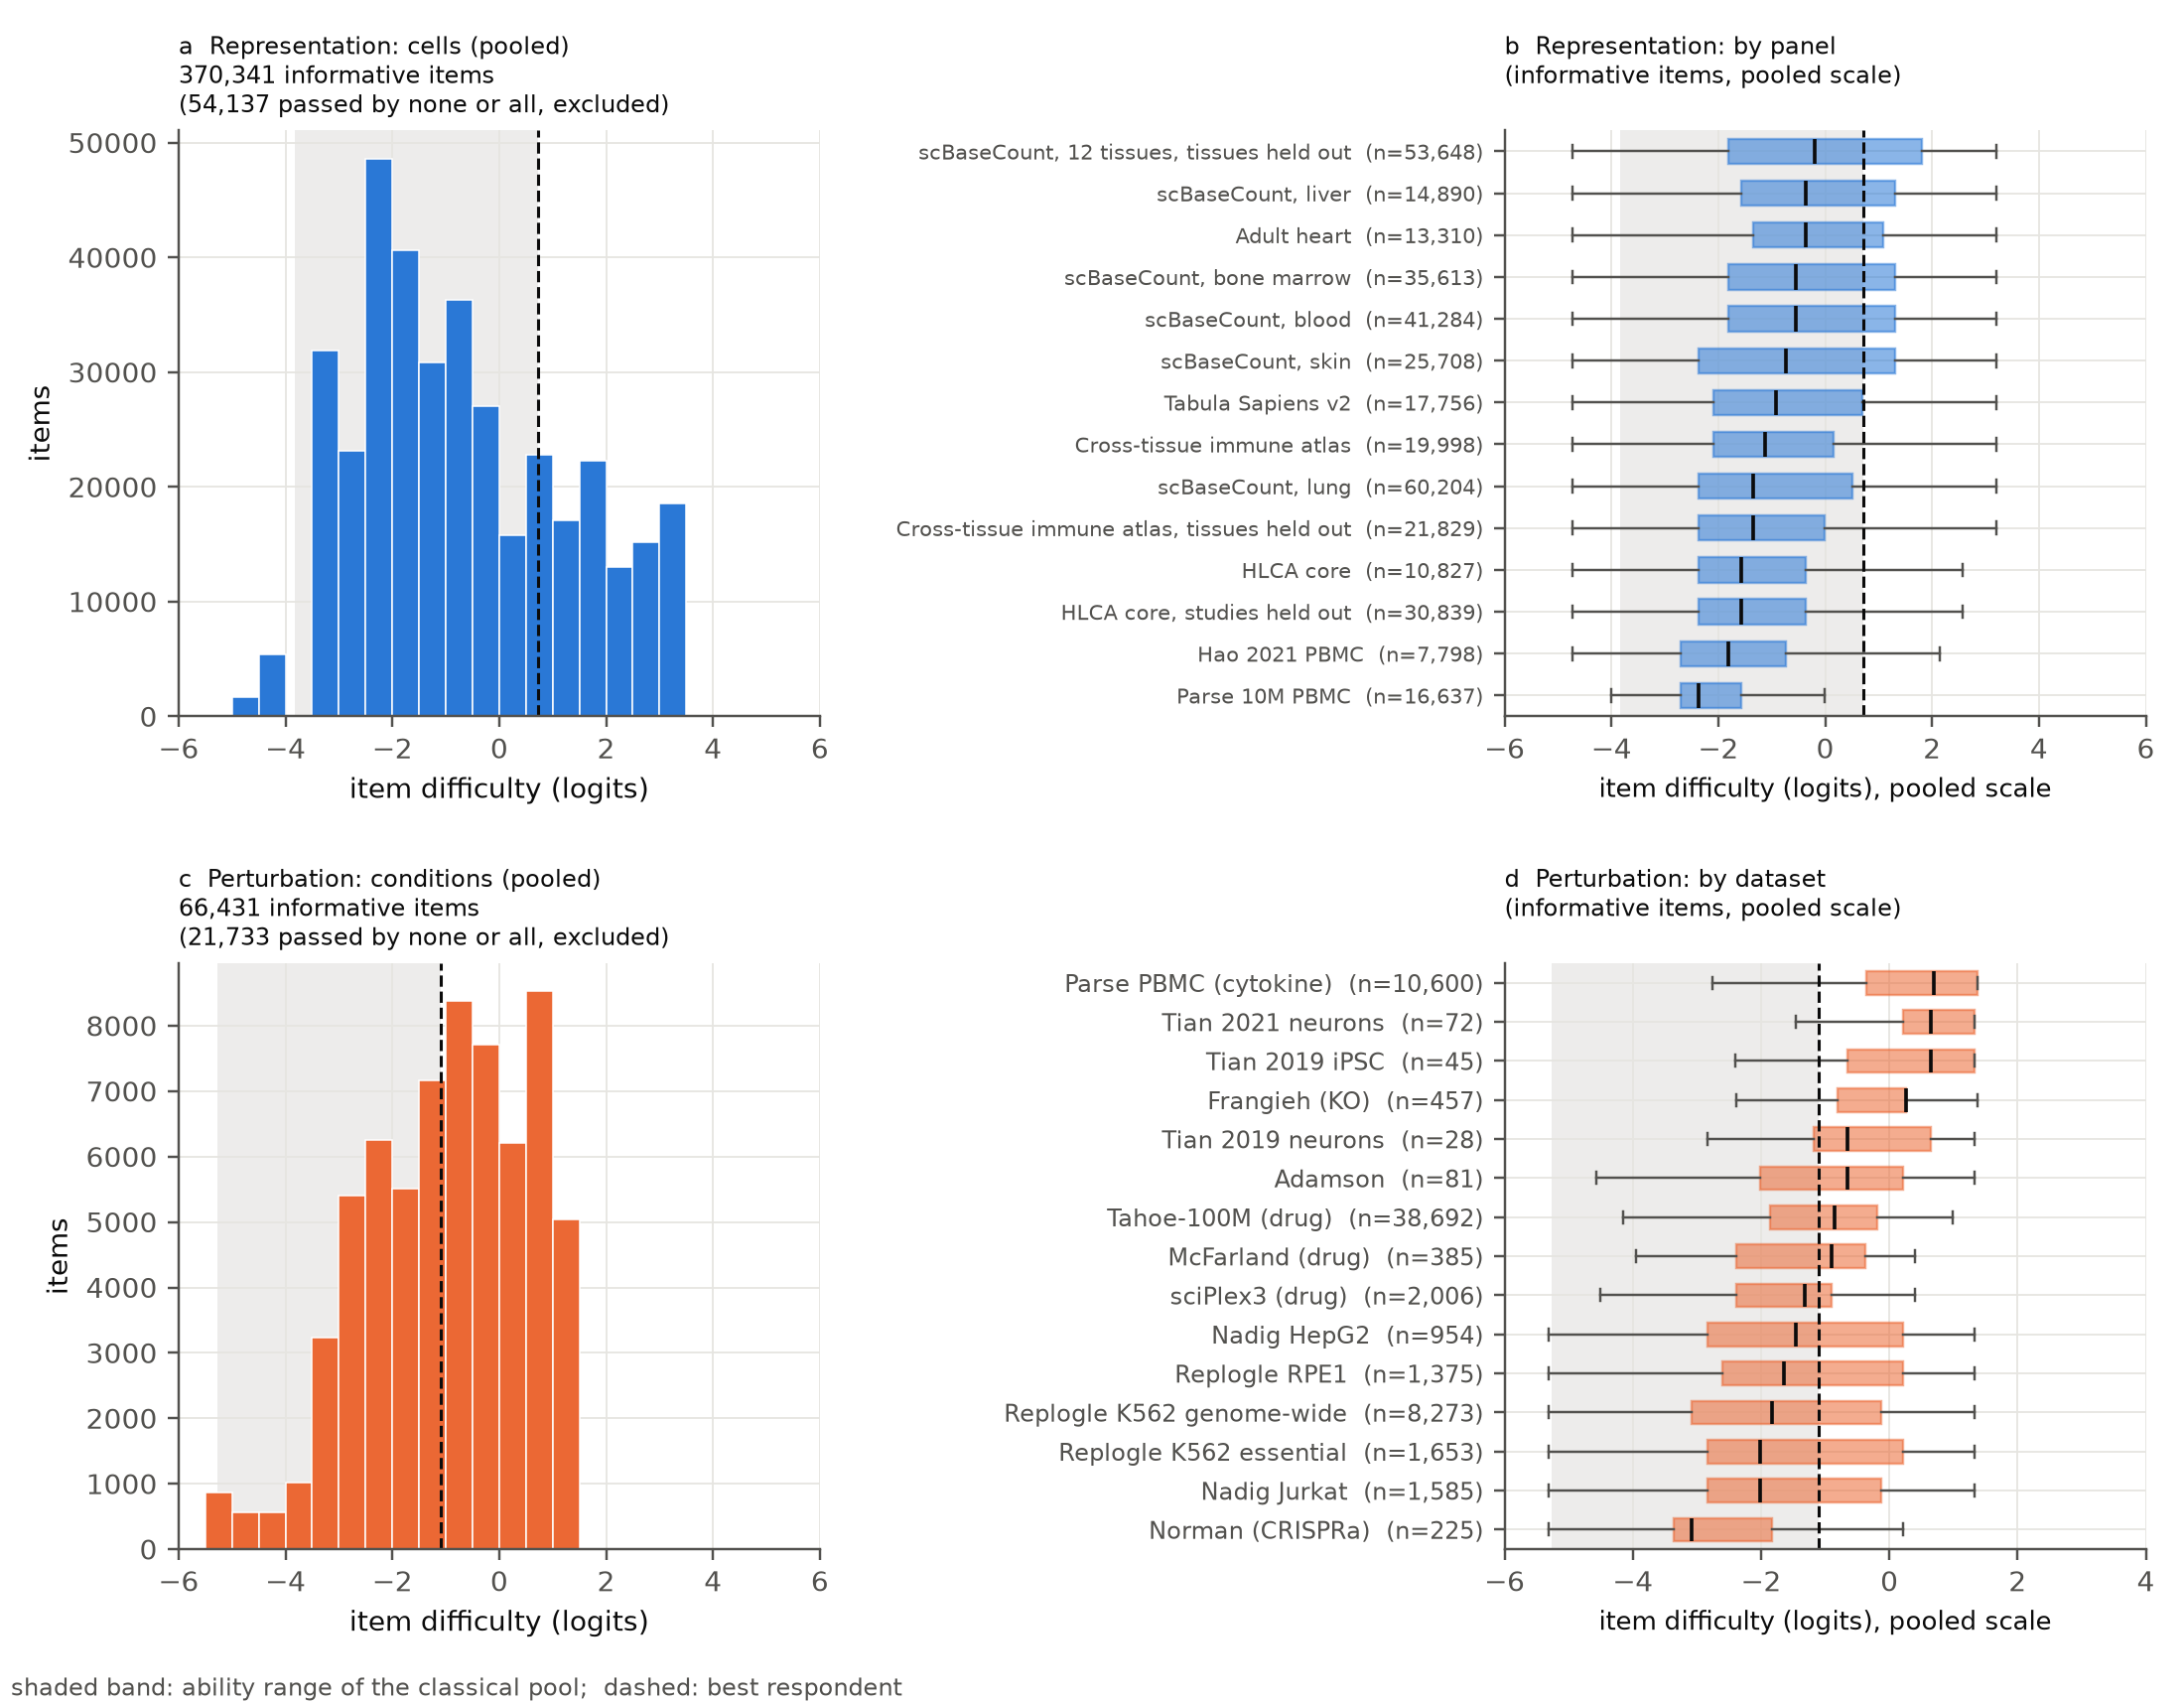 a  Representation: cells (pooled)
370,341 informative items
(54,137 passed by none or all, excluded)
50000
40000
30000
20000
10000
0
items
−6
−4
−2
0
2
4
6
item difficulty (logits)
b  Representation: by panel
(informative items, pooled scale)
scBaseCount, 12 tissues, tissues held out  (n=53,648)
scBaseCount, liver  (n=14,890)
Adult heart  (n=13,310)
scBaseCount, bone marrow  (n=35,613)
scBaseCount, blood  (n=41,284)
scBaseCount, skin  (n=25,708)
Tabula Sapiens v2  (n=17,756)
Cross-tissue immune atlas  (n=19,998)
scBaseCount, lung  (n=60,204)
Cross-tissue immune atlas, tissues held out  (n=21,829)
HLCA core  (n=10,827)
HLCA core, studies held out  (n=30,839)
Hao 2021 PBMC  (n=7,798)
Parse 10M PBMC  (n=16,637)
−6
−4
−2
0
2
4
6
item difficulty (logits), pooled scale
c  Perturbation: conditions (pooled)
66,431 informative items
(21,733 passed by none or all, excluded)
8000
7000
6000
5000
4000
3000
2000
1000
0
items
−6
−4
−2
0
2
4
6
item difficulty (logits)
d  Perturbation: by dataset
(informative items, pooled scale)
Parse PBMC (cytokine)  (n=10,600)
Tian 2021 neurons  (n=72)
Tian 2019 iPSC  (n=45)
Frangieh (KO)  (n=457)
Tian 2019 neurons  (n=28)
Adamson  (n=81)
Tahoe-100M (drug)  (n=38,692)
McFarland (drug)  (n=385)
sciPlex3 (drug)  (n=2,006)
Nadig HepG2  (n=954)
Replogle RPE1  (n=1,375)
Replogle K562 genome-wide  (n=8,273)
Replogle K562 essential  (n=1,653)
Nadig Jurkat  (n=1,585)
Norman (CRISPRa)  (n=225)
−6
−4
−2
0
2
4
item difficulty (logits), pooled scale
shaded band: ability range of the classical pool;  dashed: best respondent